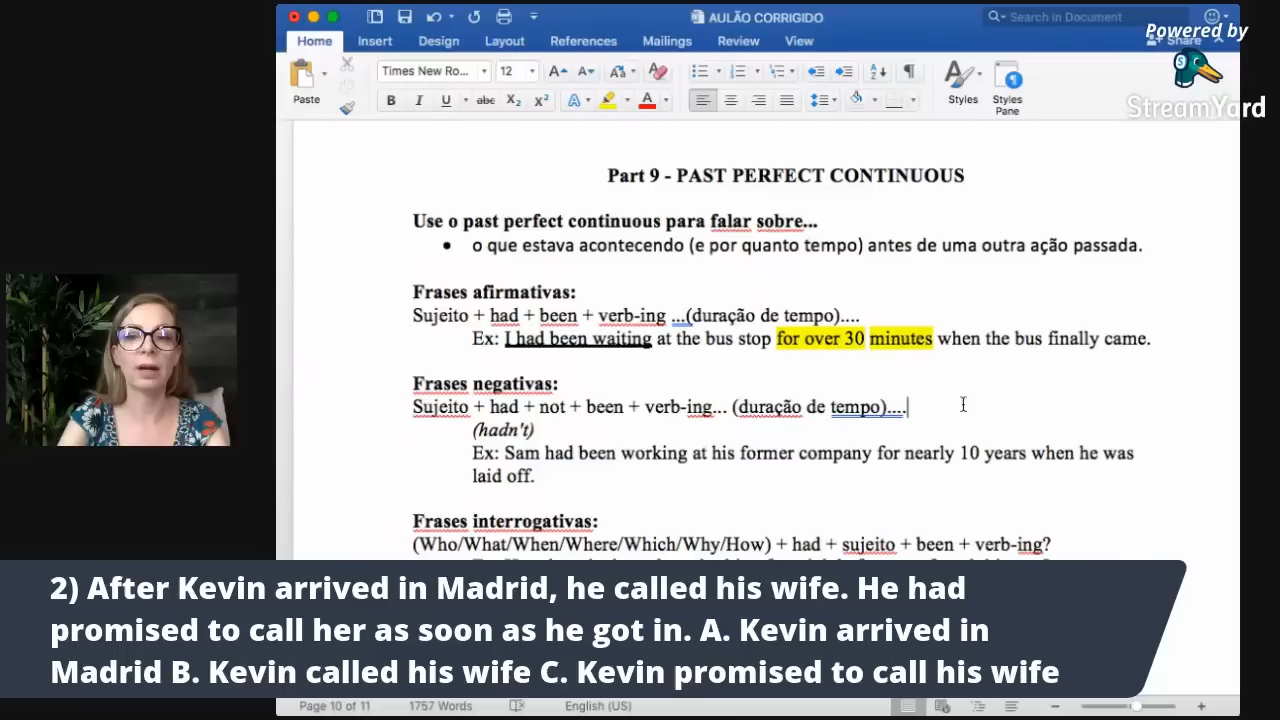 AULÃO CORRIGIDO
Search in Document
Powered by
StreamYard
Home Insert Design Layout References Mailings Review View
Share
Paste
Times New Ro... 12
Styles
Styles Pane
Part 9 - PAST PERFECT CONTINUOUS
Use o past perfect continuous para falar sobre...
• o que estava acontecendo (e por quanto tempo) antes de uma outra ação passada.
Frases afirmativas:
Sujeito + had + been + verb-ing ...(duração de tempo)....
Ex: I had been waiting at the bus stop for over 30 minutes when the bus finally came.
Frases negativas:
Sujeito + had + not + been + verb-ing... (duração de tempo)....
(hadn't)
Ex: Sam had been working at his former company for nearly 10 years when he was
laid off.
Frases interrogativas:
(Who/What/When/Where/Which/Why/How) + had + sujeito + been + verb-ing?
2) After Kevin arrived in Madrid, he called his wife. He had
promised to call her as soon as he got in. A. Kevin arrived in
Madrid B. Kevin called his wife C. Kevin promised to call his wife
Page 10 of 11 1757 Words English (US)